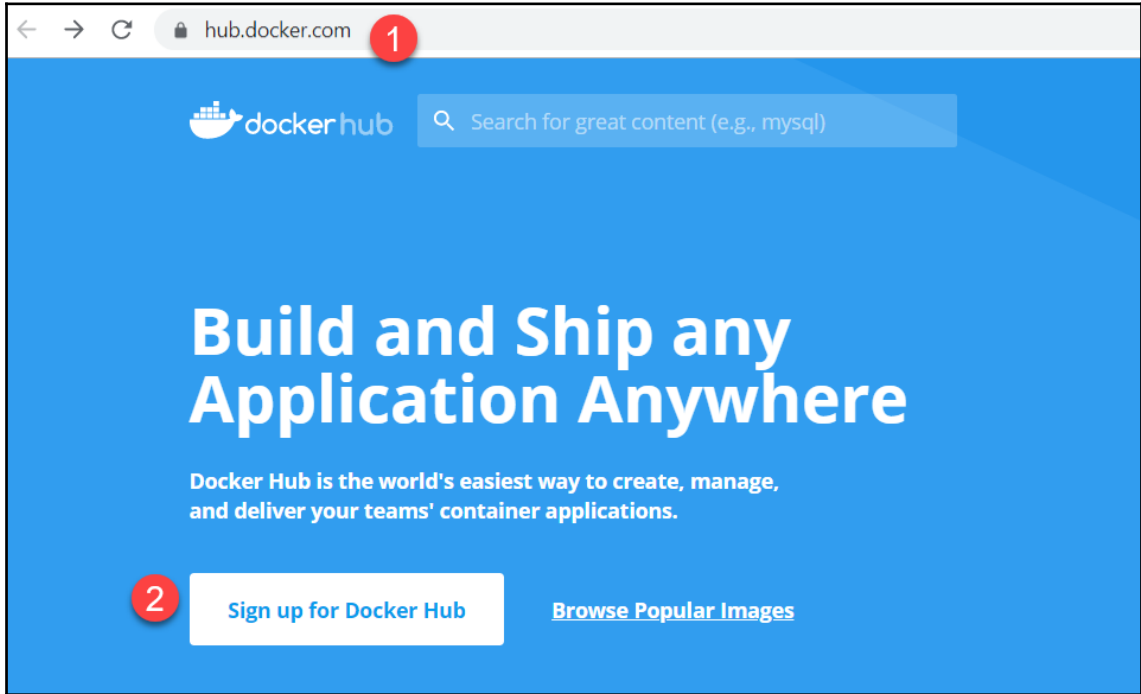 hub.docker.com
1
docker hub
Search for great content (e.g., mysql)
Build and Ship any
Application Anywhere
Docker Hub is the world's easiest way to create, manage,
and deliver your teams' container applications.
2
Sign up for Docker Hub
Browse Popular Images